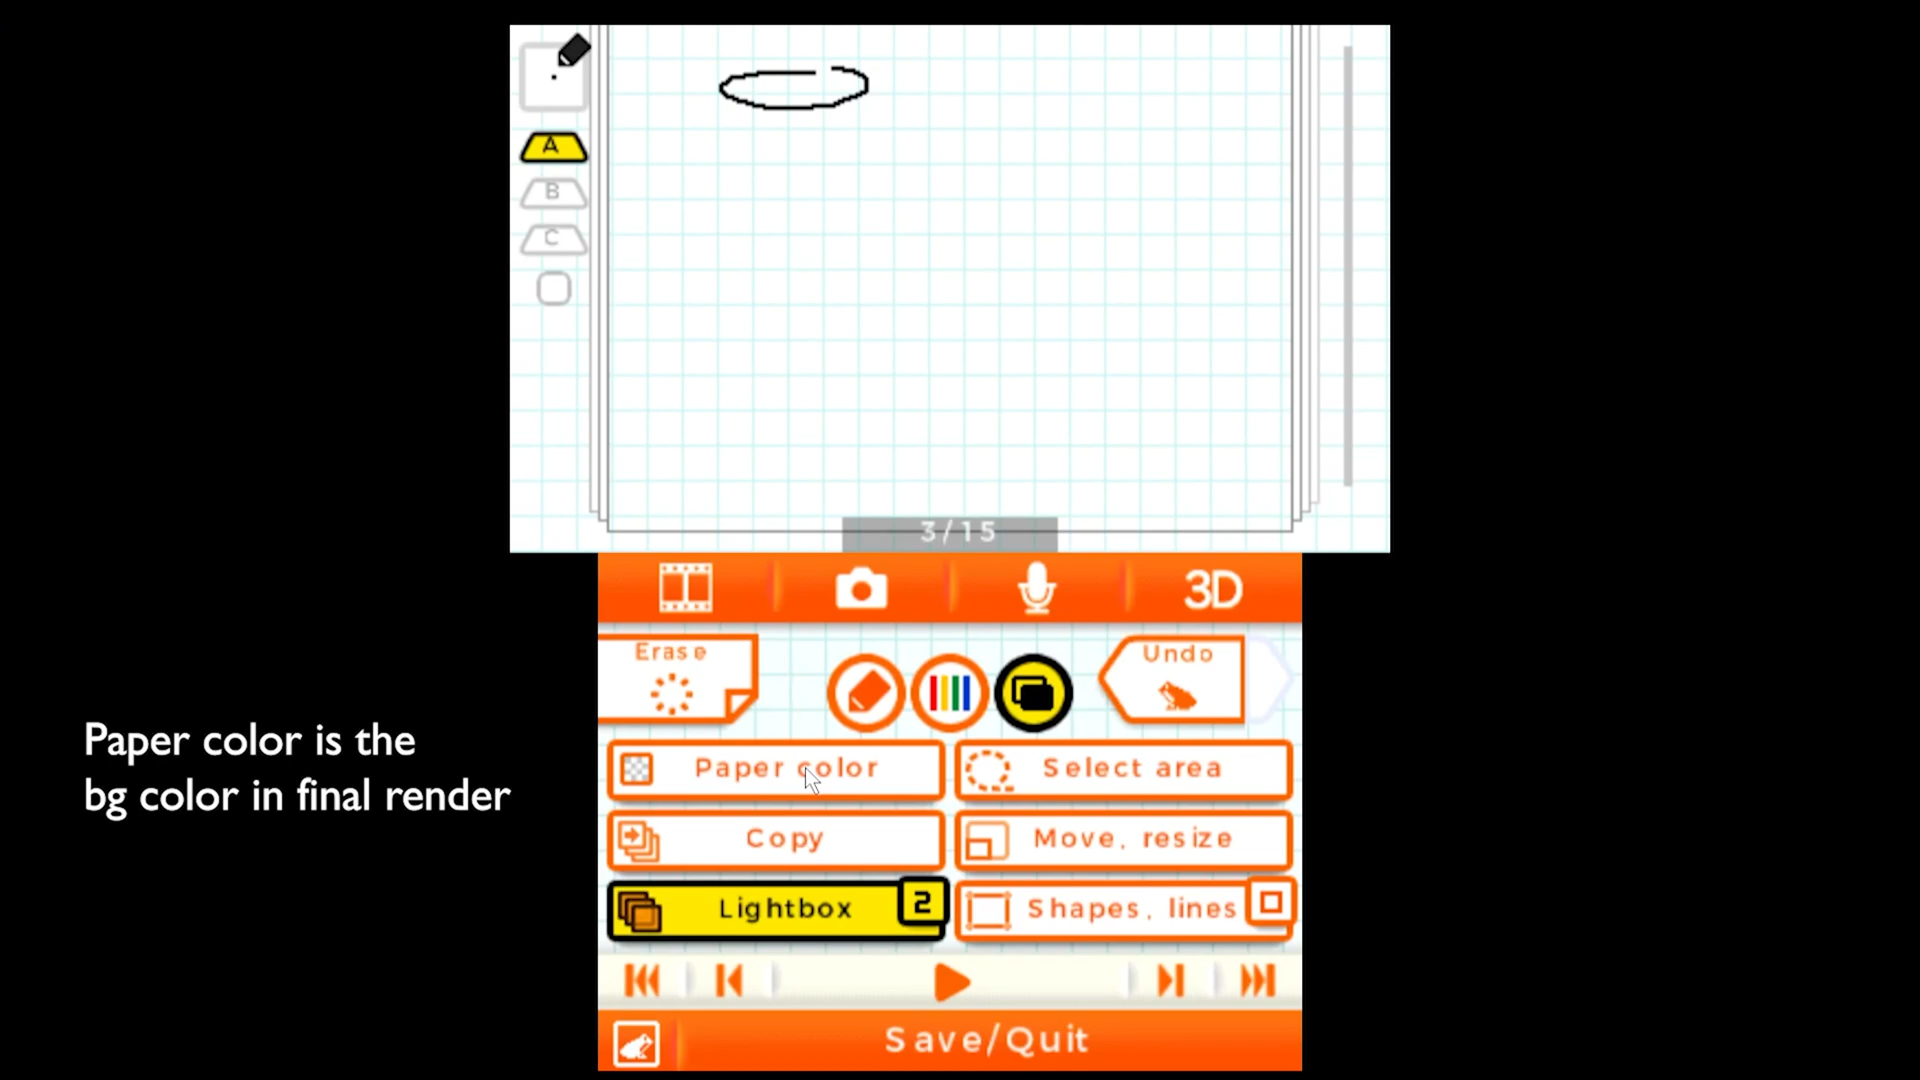 A
B
C
3/15
3D
Erase
Undo
Paper color
Select area
Copy
Move, resize
Lightbox
2
Shapes, lines
Save/Quit
Paper color is the
bg color in final render